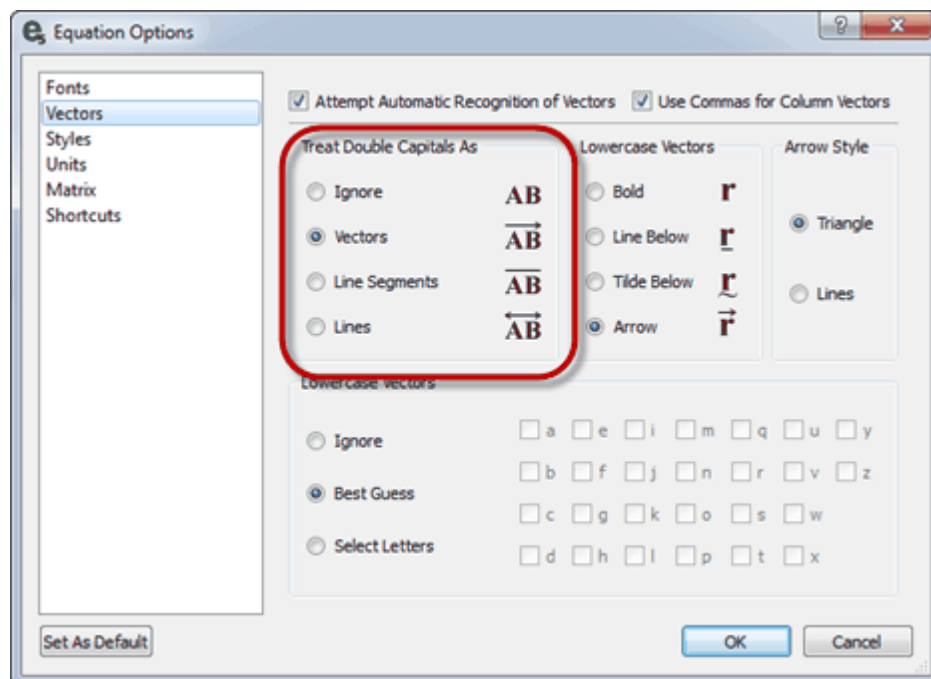 Equation Options
Fonts
Vectors
Styles
Units
Matrix
Shortcuts
Attempt Automatic Recognition of Vectors
Use Commas for Column Vectors
Treat Double Capitals As
Ignore AB
Vectors AB
Line Segments AB
Lines AB
Lowercase Vectors
Bold r
Line Below r
Tilde Below r
Arrow r
Arrow Style
Triangle
Lines
Lowercase Vectors
Ignore
Best Guess
Select Letters
a e i m q u y
b f j n r v z
c g k o s w
d h l p t x
Set As Default
OK
Cancel